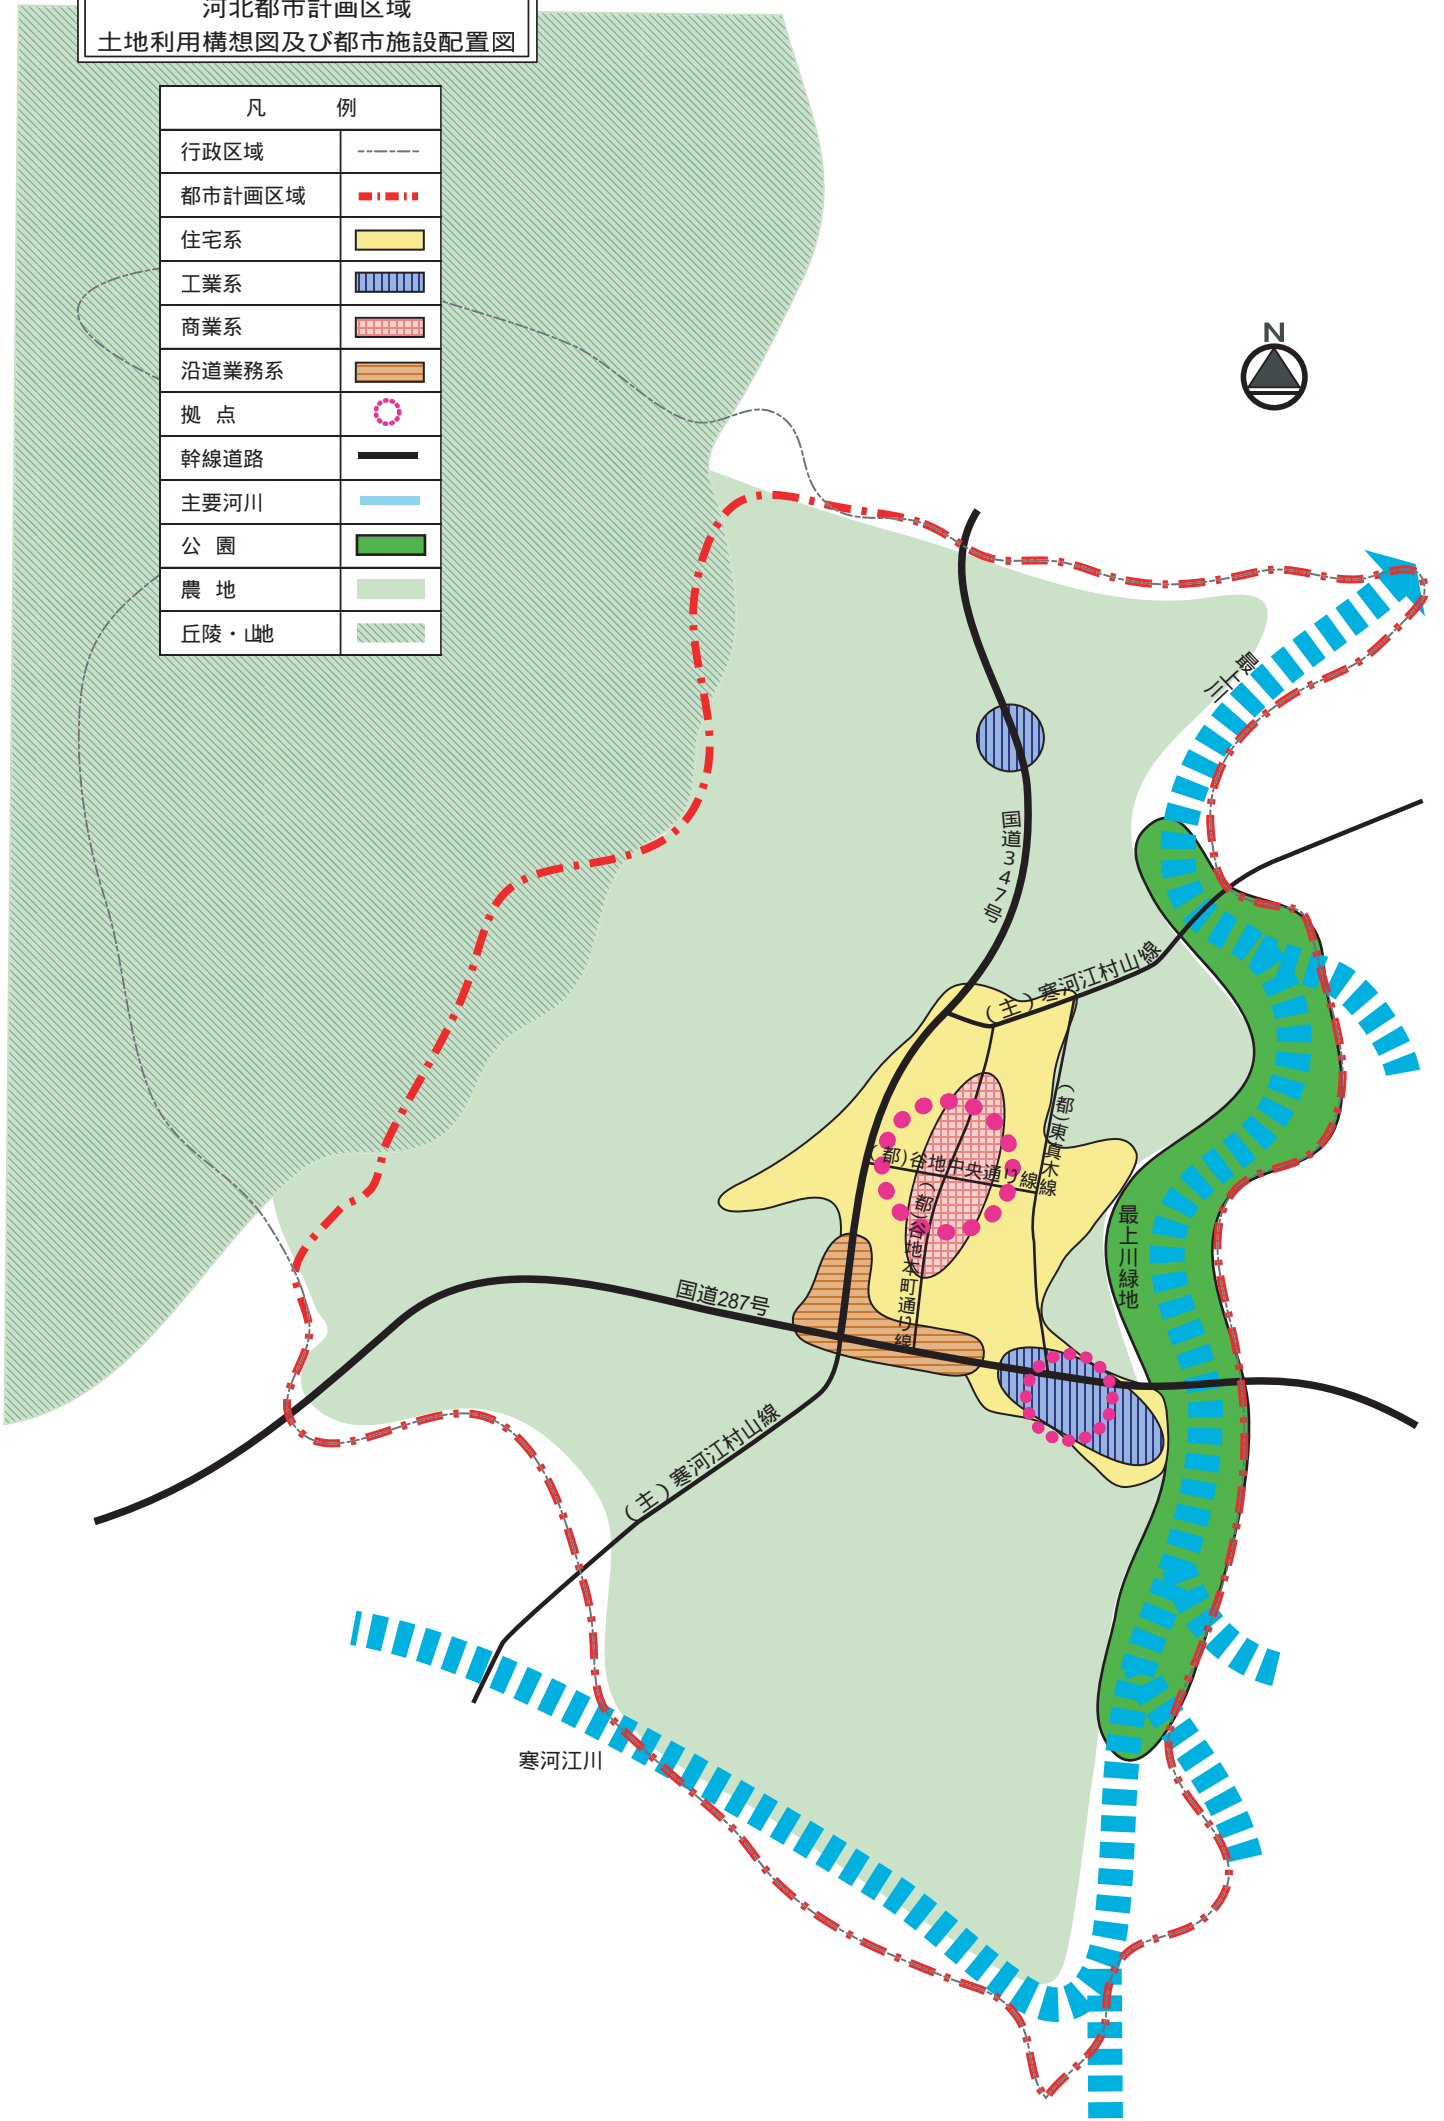 河北都市計画区域
土地利用構想図及び都市施設配置図
凡 例
行政区域
都市計画区域
住宅系
工業系
商業系
沿道業務系
拠 点
幹線道路
主要河川
公 園
農 地
丘陵・山地
N
最上川
国道347号
(主)寒河江村山線
(都)東真木線
(都)谷地中央通り線
(都)谷地本町通り線
最上川緑地
国道287号
(主)寒河江村山線
寒河江川